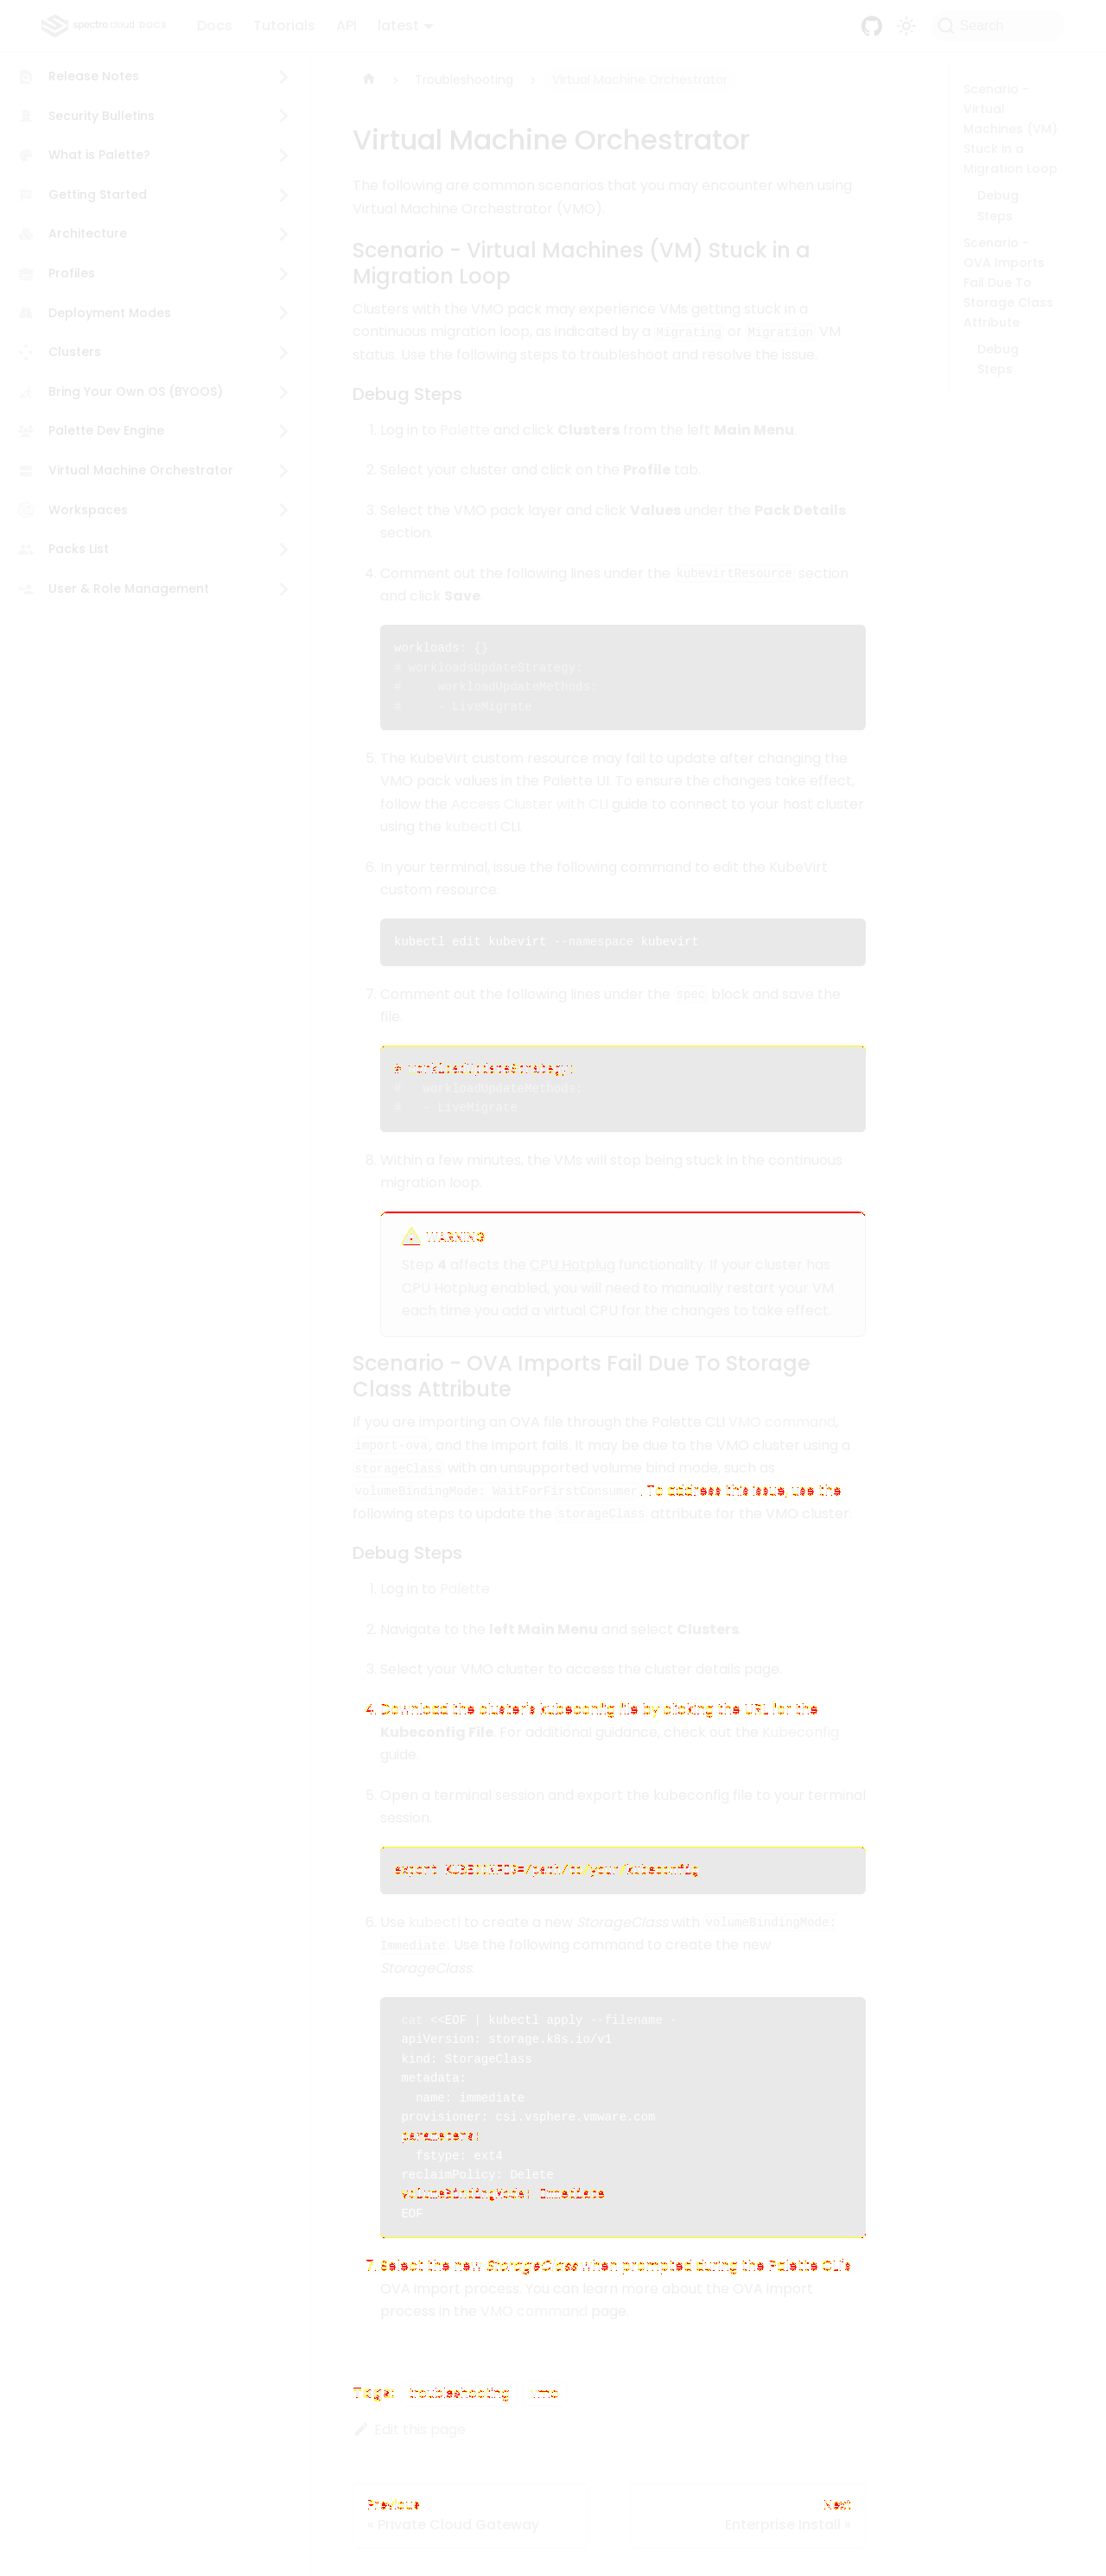 spectro cloud DOCS
Docs Tutorials API latest Search
Release Notes
Security Bulletins
What is Palette?
Getting Started
Architecture
Profiles
Deployment Modes
Clusters
Bring Your Own OS (BYOOS)
Palette Dev Engine
Virtual Machine Orchestrator
Workspaces
Packs List
User & Role Management
Troubleshooting Virtual Machine Orchestrator
Virtual Machine Orchestrator
The following are common scenarios that you may encounter when using
Virtual Machine Orchestrator (VMO).
Scenario - Virtual Machines (VM) Stuck in a
Migration Loop
Clusters with the VMO pack may experience VMs getting stuck in a
continuous migration loop, as indicated by a Migrating or Migration VM
status. Use the following steps to troubleshoot and resolve the issue.
Debug Steps
1. Log in to Palette and click Clusters from the left Main Menu.
2. Select your cluster and click on the Profile tab.
3. Select the VMO pack layer and click Values under the Pack Details
section.
4. Comment out the following lines under the kubevirtResource section
and click Save.
workloads: {}
# workloadsUpdateStrategy:
#     workloadUpdateMethods:
#     - LiveMigrate
5. The KubeVirt custom resource may fail to update after changing the
VMO pack values in the Palette UI. To ensure the changes take effect,
follow the Access Cluster with CLI guide to connect to your host cluster
using the kubectl CLI.
6. In your terminal, issue the following command to edit the KubeVirt
custom resource.
kubectl edit kubevirt --namespace kubevirt
7. Comment out the following lines under the spec block and save the
file.
# workloadUpdateStrategy:
#   workloadUpdateMethods:
#   - LiveMigrate
8. Within a few minutes, the VMs will stop being stuck in the continuous
migration loop.
WARNING
Step 4 affects the CPU Hotplug functionality. If your cluster has
CPU Hotplug enabled, you will need to manually restart your VM
each time you add a virtual CPU for the changes to take effect.
Scenario - OVA Imports Fail Due To Storage
Class Attribute
If you are importing an OVA file through the Palette CLI VMO command,
import-ova, and the import fails. It may be due to the VMO cluster using a
storageClass with an unsupported volume bind mode, such as
volumeBindingMode: WaitForFirstConsumer. To address this issue, use the
following steps to update the storageClass attribute for the VMO cluster.
Debug Steps
1. Log in to Palette
2. Navigate to the left Main Menu and select Clusters.
3. Select your VMO cluster to access the cluster details page.
4. Download the cluster's kubeconfig file by clicking the URL for the
Kubeconfig File. For additional guidance, check out the Kubeconfig
guide.
5. Open a terminal session and export the kubeconfig file to your terminal
session.
export KUBECONFIG=/path/to/your/kubeconfig
6. Use kubectl to create a new StorageClass with volumeBindingMode:
Immediate. Use the following command to create the new
StorageClass.
cat <<EOF | kubectl apply --filename -
apiVersion: storage.k8s.io/v1
kind: StorageClass
metadata:
  name: immediate
provisioner: csi.vsphere.vmware.com
parameters:
  fstype: ext4
reclaimPolicy: Delete
volumeBindingMode: Immediate
EOF
7. Select the new StorageClass when prompted during the Palette CLI's
OVA import process. You can learn more about the OVA import
process in the VMO command page.
Tags: troubleshooting vmo
Edit this page
Previous
« Private Cloud Gateway
Next
Enterprise Install »
Scenario -
Virtual
Machines (VM)
Stuck in a
Migration Loop
Debug
Steps
Scenario -
OVA Imports
Fail Due To
Storage Class
Attribute
Debug
Steps